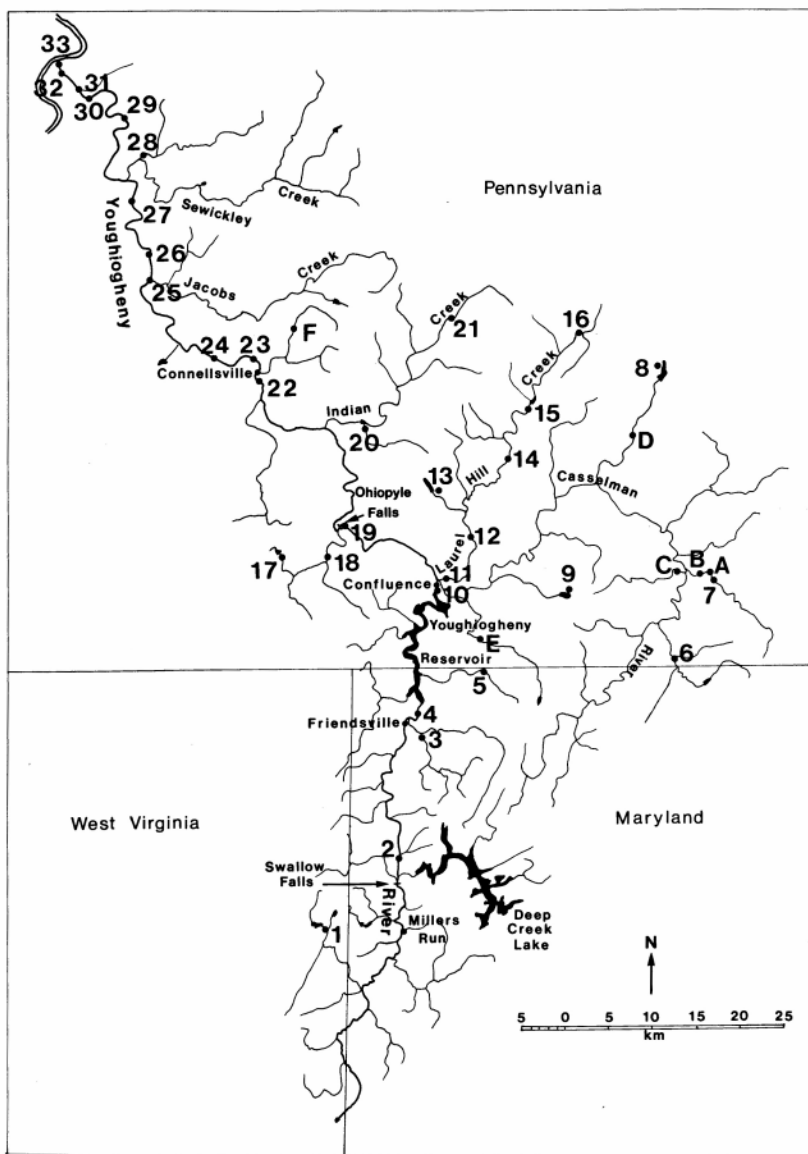 33
32
31
30
29
28
Pennsylvania
Sewickley
Creek
27
Youghiogheny
26
25
Jacobs
Creek
Creek
21
16
F
24
23
Connellsville
22
8
Creek
15
Indian
20
D
14
13
Hill
Casselman
Ohiopyle
Falls
19
12
Laurel
17
18
11
Confluence
10
9
C
B
A
7
Youghiogheny
E
Reservoir
River
6
5
4
Friendsville
3
West Virginia
Maryland
2
Swallow
Falls
River
1
Millers
Run
Deep
Creek
Lake
N
5 0 5 10 15 20 25
km